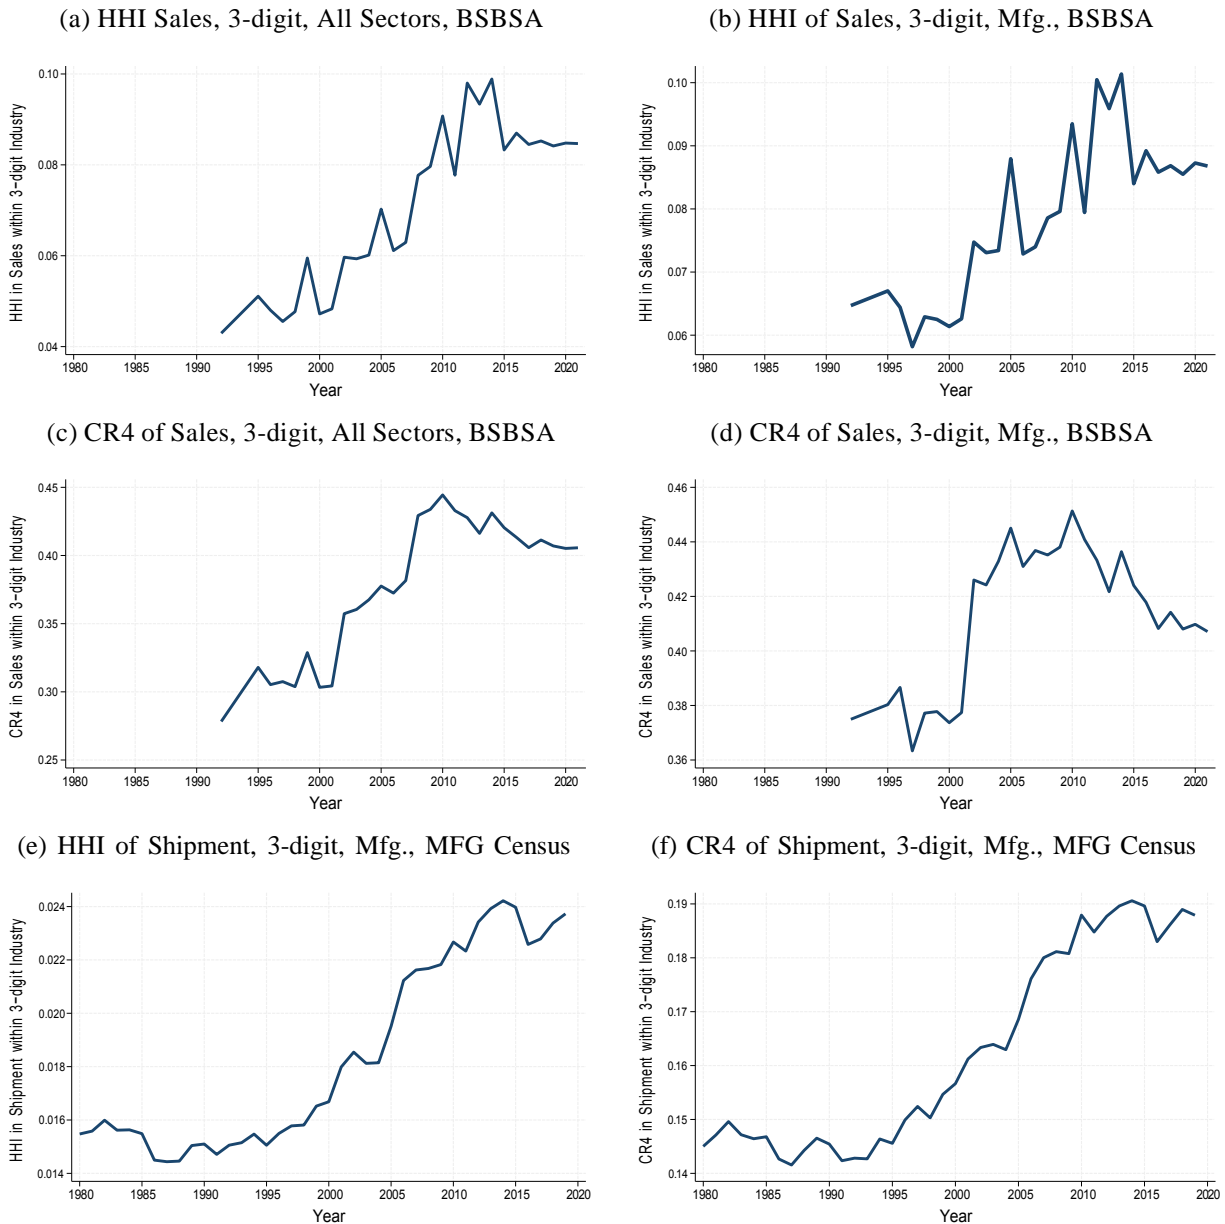 (a) HHI Sales, 3-digit, All Sectors, BSBSA
HHI in Sales within 3-digit Industry
0.10
0.08
0.06
0.04
1980 1985 1990 1995 2000 2005 2010 2015 2020
Year
(b) HHI of Sales, 3-digit, Mfg., BSBSA
HHI in Sales within 3-digit Industry
0.10
0.09
0.08
0.07
0.06
1980 1985 1990 1995 2000 2005 2010 2015 2020
Year
(c) CR4 of Sales, 3-digit, All Sectors, BSBSA
CR4 in Sales within 3-digit Industry
0.45
0.40
0.35
0.30
0.25
1980 1985 1990 1995 2000 2005 2010 2015 2020
Year
(d) CR4 of Sales, 3-digit, Mfg., BSBSA
CR4 in Sales within 3-digit Industry
0.46
0.44
0.42
0.40
0.38
0.36
1980 1985 1990 1995 2000 2005 2010 2015 2020
Year
(e) HHI of Shipment, 3-digit, Mfg., MFG Census
HHI in Shipment within 3-digit Industry
0.024
0.022
0.020
0.018
0.016
0.014
1980 1985 1990 1995 2000 2005 2010 2015 2020
Year
(f) CR4 of Shipment, 3-digit, Mfg., MFG Census
CR4 in Shipment within 3-digit Industry
0.19
0.18
0.17
0.16
0.15
0.14
1980 1985 1990 1995 2000 2005 2010 2015 2020
Year